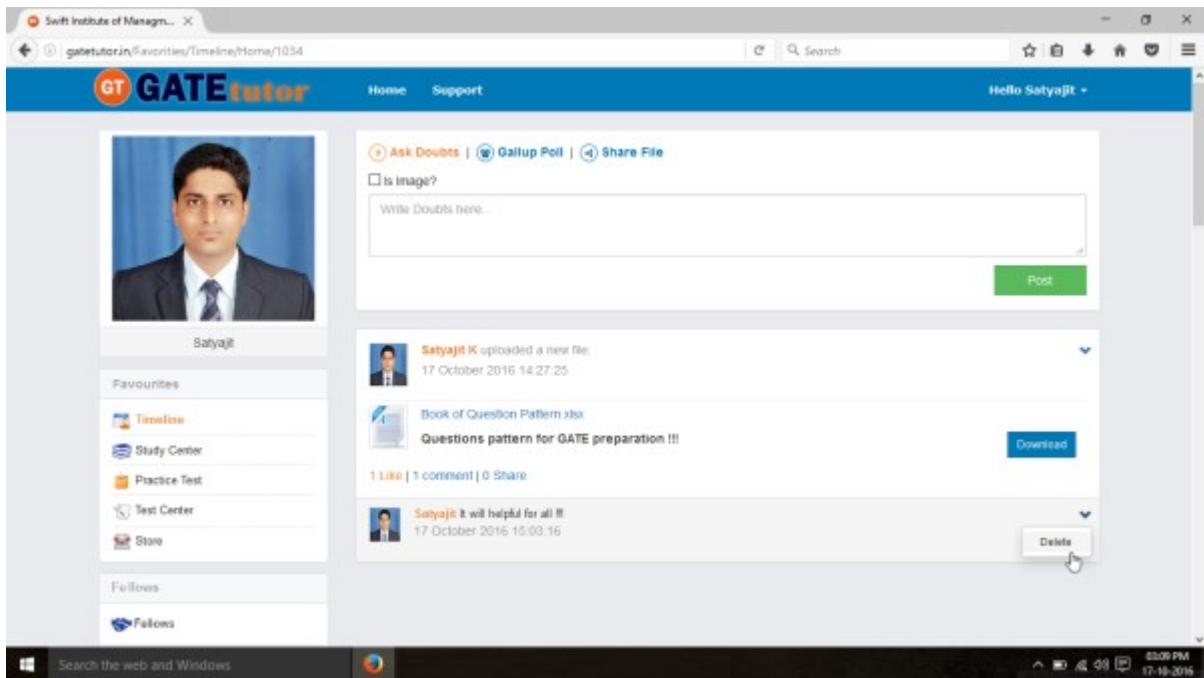 Swift Institute of Managm...
gatetutor.in/Favorities/Timeline/Home/1034
Search
GT GATEtutor
Home Support
Hello Satyajit
Ask Doubts | Gallup Poll | Share File
Is Image?
Write Doubts here...
Post
Satyajit
Satyajit K uploaded a new file.
17 October 2016 14:27:25
Favourites
Timeline
Study Center
Practice Test
Test Center
Store
Book of Question Pattern.xlsx
Questions pattern for GATE preparation !!!
Download
1 Like | 1 comment | 0 Share
Satyajit It will helpful for all !!!
17 October 2016 15:03:16
Delete
Fellows
Fellows
Search the web and Windows
03:09 PM
17-10-2016